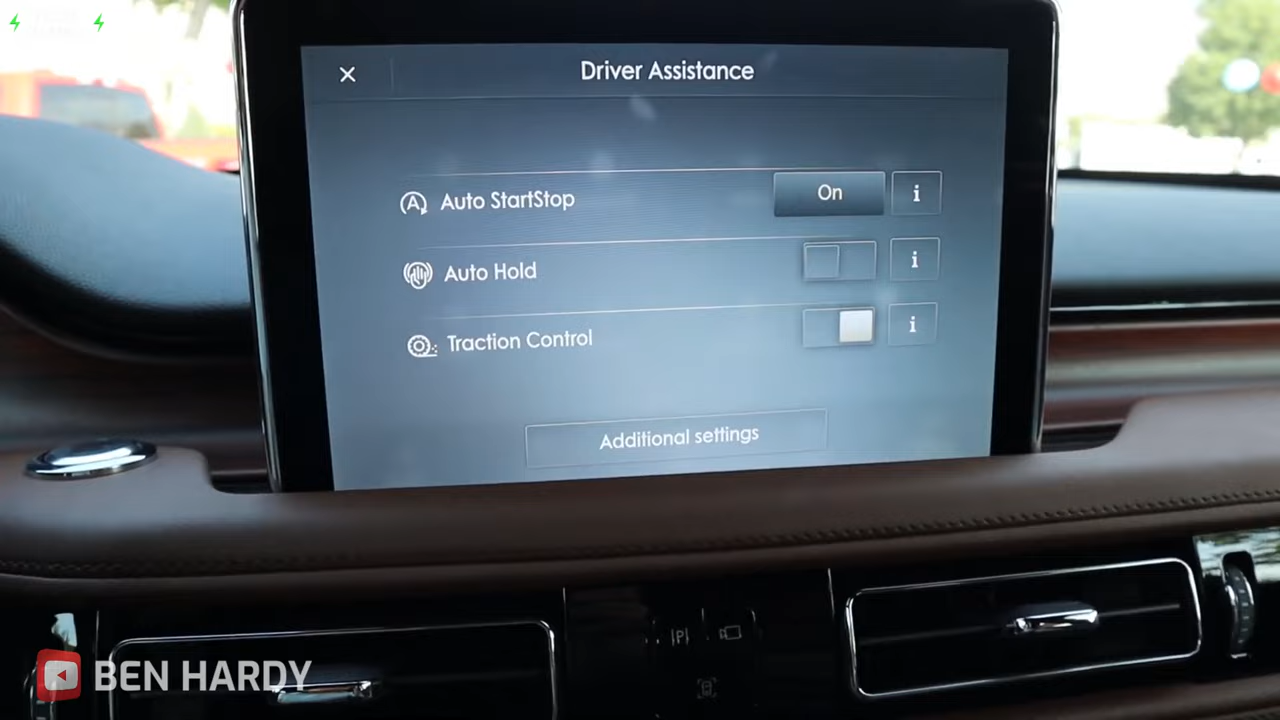 Driver Assistance
Auto StartStop
On
i
Auto Hold
i
Traction Control
i
Additional settings
P
BEN HARDY